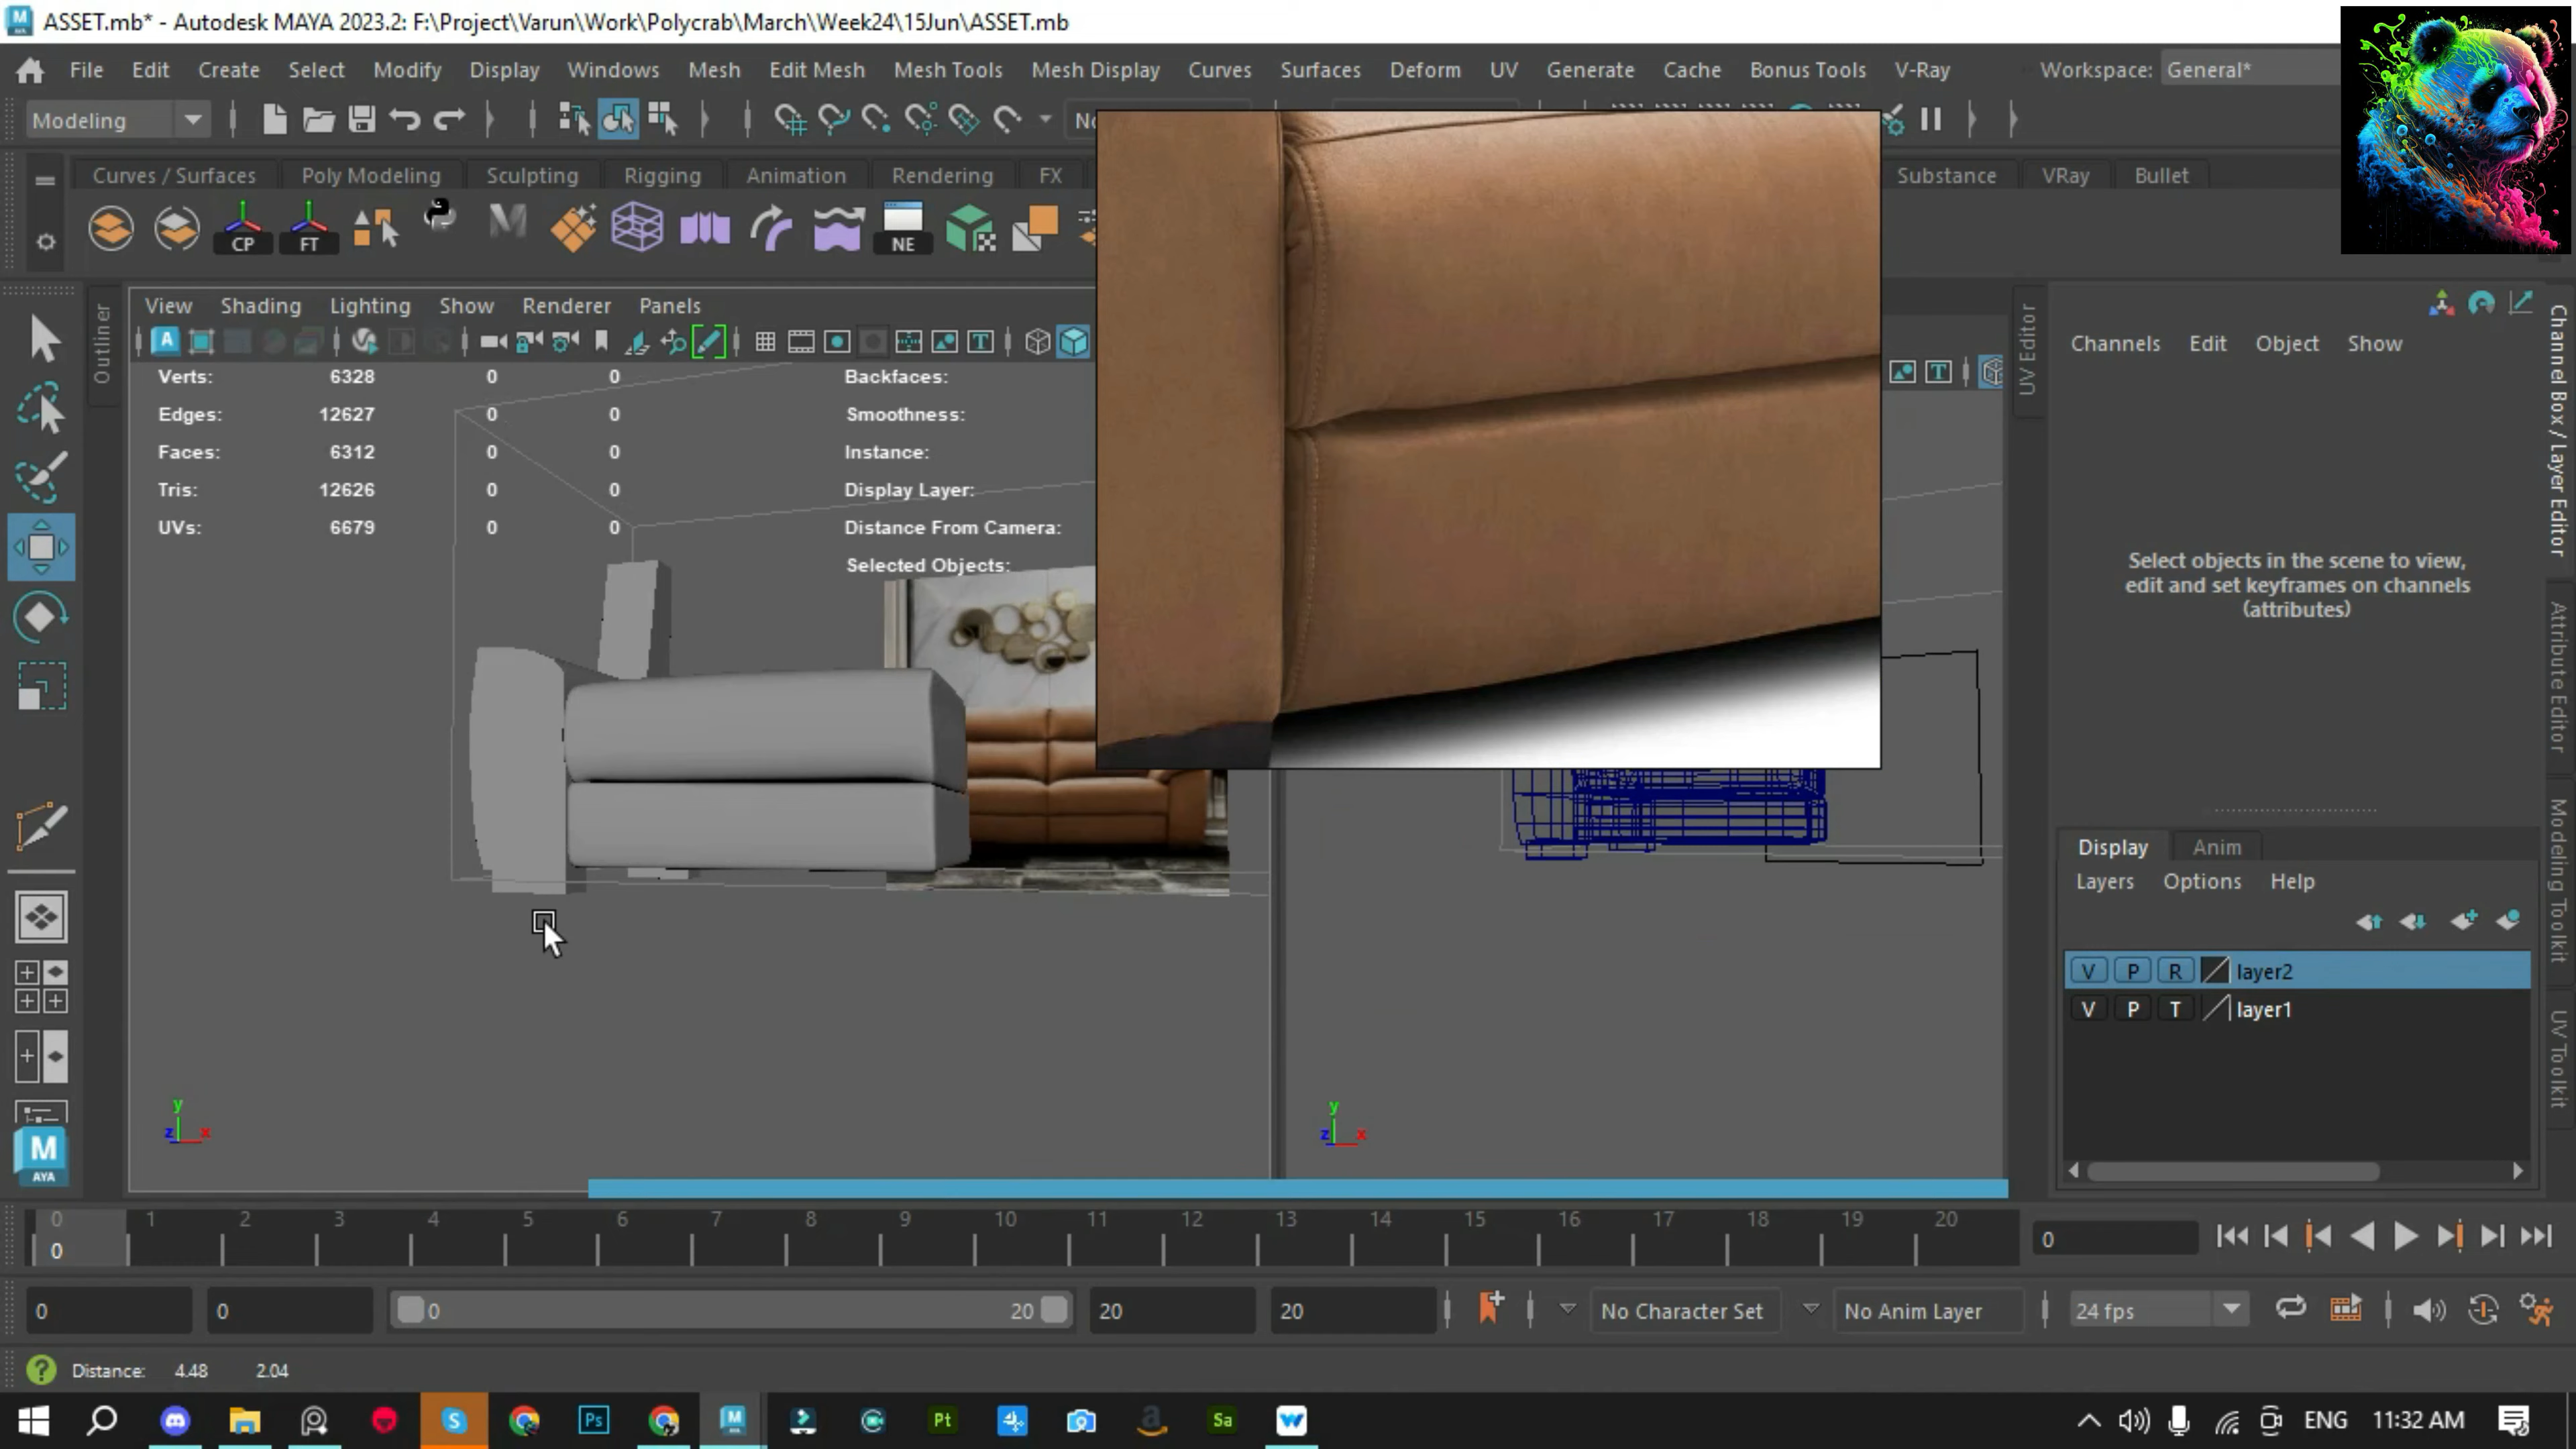 ASSET.mb* - Autodesk MAYA 2023.2: F:\Project\Varun\Work\Polycrab\March\Week24\15Jun\ASSET.mb
File Edit Create Select Modify Display Windows Mesh Edit Mesh Mesh Tools Mesh Display Curves Surfaces Deform UV Generate Cache Bonus Tools V-Ray Workspace: General*
Modeling
Curves / Surfaces Poly Modeling Sculpting Rigging Animation Rendering FX Substance VRay Bullet
CP FT NE
View Shading Lighting Show Renderer Panels
Verts: 6328 0 0 Backfaces:
Edges: 12627 0 0 Smoothness:
Faces: 6312 0 0 Instance:
Tris: 12626 0 0 Display Layer:
UVs: 6679 0 0 Distance From Camera:
Selected Objects:
Outliner
UV Editor
Channels Edit Object Show
Select objects in the scene to view,
edit and set keyframes on channels
(attributes)
Channel Box / Layer Editor
Attribute Editor
Modeling Toolkit
UV Toolkit
Display Anim
Layers Options Help
V P R layer2
V P T layer1
y z x
y z x
M
AYA
0 1 2 3 4 5 6 7 8 9 10 11 12 13 14 15 16 17 18 19 20
0
0
0 0 0 20 20 20 No Character Set No Anim Layer 24 fps
Distance: 4.48 2.04
Ps Pt Sa ENG 11:32 AM